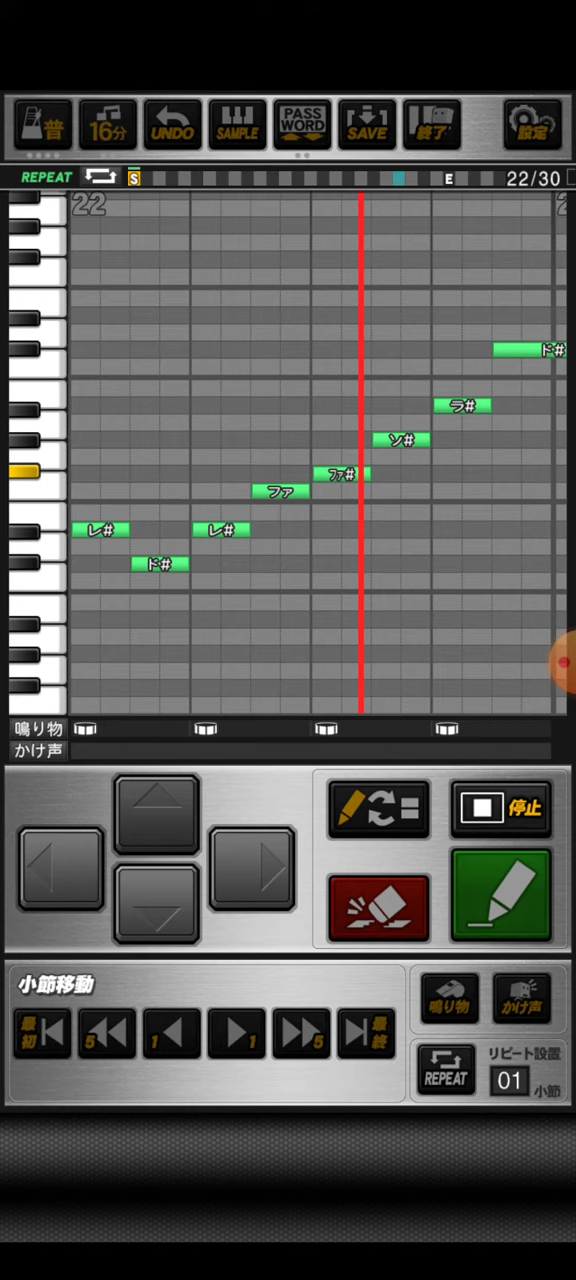 普 16分 UNDO SAMPLE PASS WORD SAVE 終了 設定
REPEAT S E 22/30
22
ド#
ラ#
ソ#
ファ#
ファ
レ# レ#
ド#
鳴り物
かけ声
停止
小節移動
鳴り物 かけ声
最初 5 1 1 5 最終
リピート設置
REPEAT 01 小節